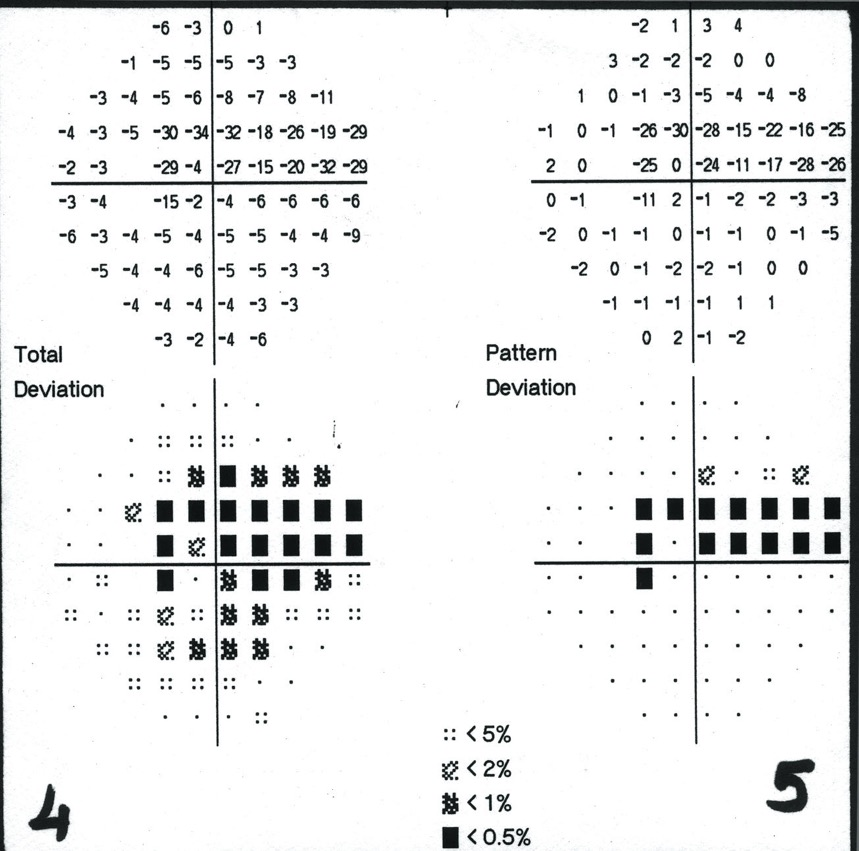 -6 -3 0 1
-1 -5 -5 -5 -3 -3
-3 -4 -5 -6 -8 -7 -8 -11
-4 -3 -5 -30 -34 -32 -18 -26 -19 -29
-2 -3 -29 -4 -27 -15 -20 -32 -29
-3 -4 -15 -2 -4 -6 -6 -6 -6
-6 -3 -4 -5 -4 -5 -5 -4 -4 -9
-5 -4 -4 -6 -5 -5 -3 -3
-4 -4 -4 -4 -3 -3
-3 -2 -4 -6
Total
Deviation
-2 1 3 4
3 -2 -2 -2 0 0
1 0 -1 -3 -5 -4 -4 -8
-1 0 -1 -26 -30 -28 -15 -22 -16 -25
2 0 -25 0 -24 -11 -17 -28 -26
0 -1 -11 2 -1 -2 -2 -3 -3
-2 0 -1 -1 0 -1 -1 0 -1 -5
-2 0 -1 -2 -2 -1 0 0
-1 -1 -1 -1 1 1
0 2 -1 -2
Pattern
Deviation
< 5%
< 2%
< 1%
< 0.5%
4
5